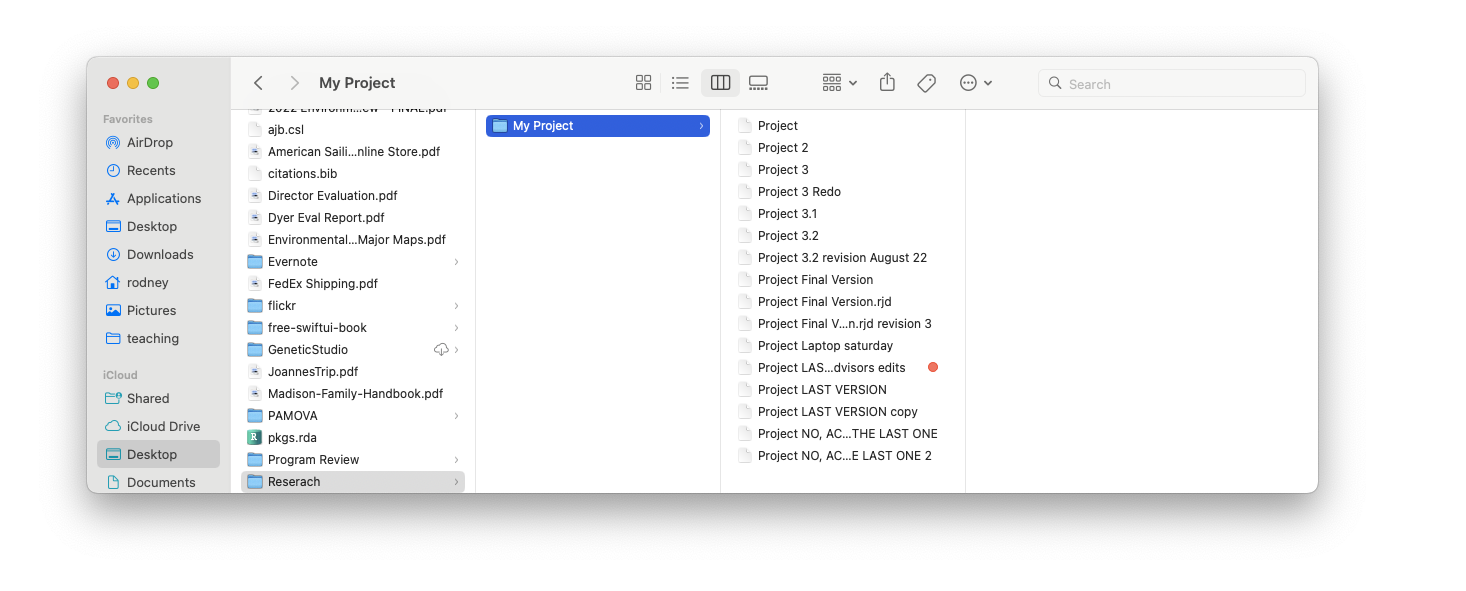 My Project
Search
Favorites
AirDrop
Recents
Applications
Desktop
Downloads
rodney
Pictures
teaching
iCloud
Shared
iCloud Drive
Desktop
Documents
2022 Environm...ew - FINAL.pdf
ajb.csl
American Saili...nline Store.pdf
citations.bib
Director Evaluation.pdf
Dyer Eval Report.pdf
Environmental...Major Maps.pdf
Evernote
FedEx Shipping.pdf
flickr
free-swiftui-book
GeneticStudio
JoannesTrip.pdf
Madison-Family-Handbook.pdf
PAMOVA
R pkgs.rda
Program Review
Reserach
My Project
Project
Project 2
Project 3
Project 3 Redo
Project 3.1
Project 3.2
Project 3.2 revision August 22
Project Final Version
Project Final Version.rjd
Project Final V...n.rjd revision 3
Project Laptop saturday
Project LAS...dvisors edits
Project LAST VERSION
Project LAST VERSION copy
Project NO, AC...THE LAST ONE
Project NO, AC...E LAST ONE 2